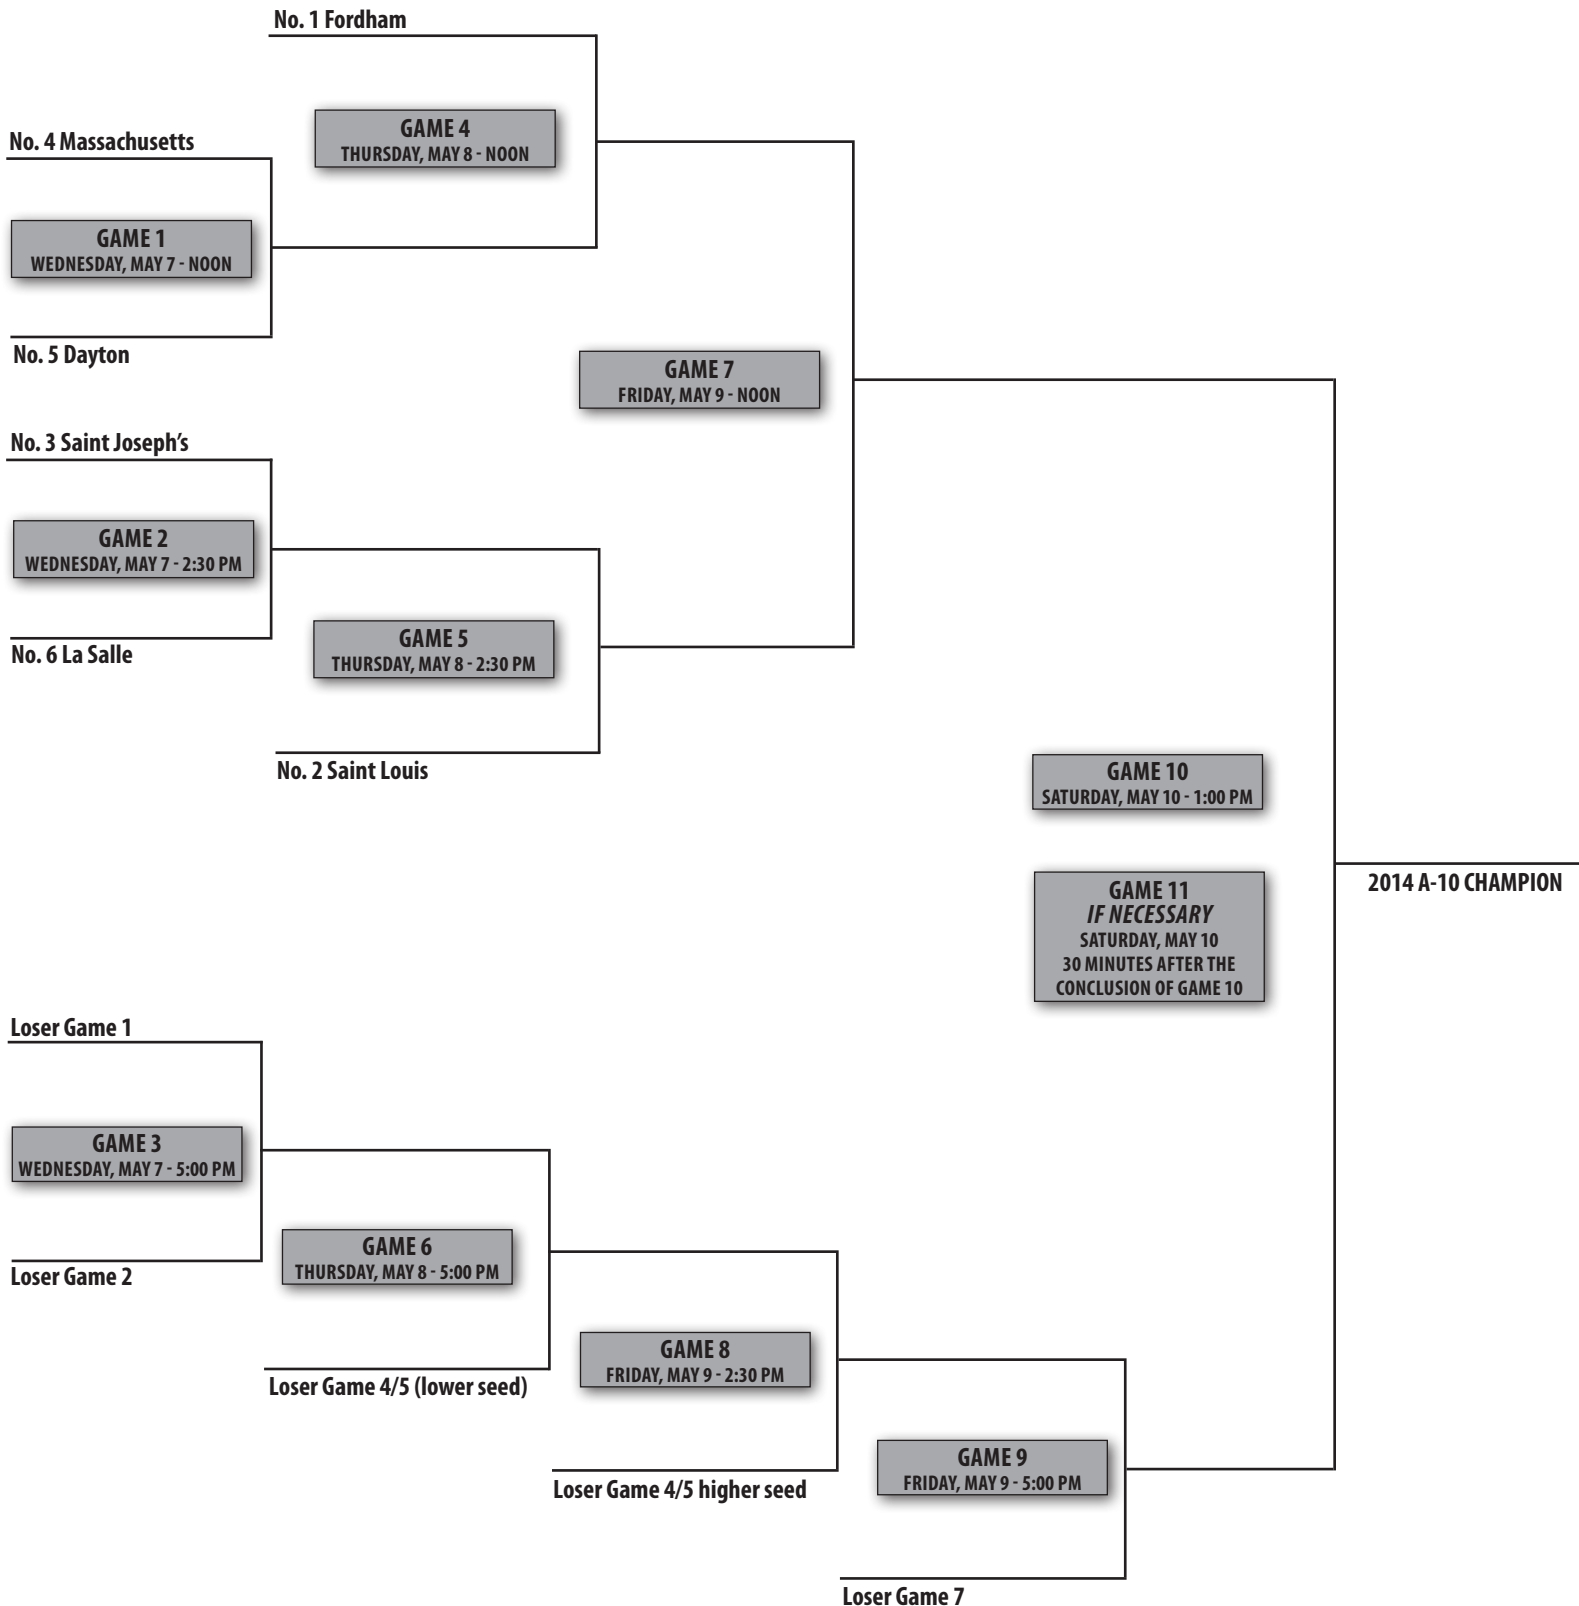 No. 1 Fordham
GAME 4
THURSDAY, MAY 8 - NOON
No. 4 Massachusetts
GAME 1
WEDNESDAY, MAY 7 - NOON
No. 5 Dayton
GAME 7
FRIDAY, MAY 9 - NOON
No. 3 Saint Joseph’s
GAME 2
WEDNESDAY, MAY 7 - 2:30 PM
No. 6 La Salle
GAME 5
THURSDAY, MAY 8 - 2:30 PM
No. 2 Saint Louis
GAME 10
SATURDAY, MAY 10 - 1:00 PM
GAME 11
IF NECESSARY
SATURDAY, MAY 10
30 MINUTES AFTER THE
CONCLUSION OF GAME 10
2014 A-10 CHAMPION
Loser Game 1
GAME 3
WEDNESDAY, MAY 7 - 5:00 PM
Loser Game 2
GAME 6
THURSDAY, MAY 8 - 5:00 PM
Loser Game 4/5 (lower seed)
GAME 8
FRIDAY, MAY 9 - 2:30 PM
Loser Game 4/5 higher seed
GAME 9
FRIDAY, MAY 9 - 5:00 PM
Loser Game 7